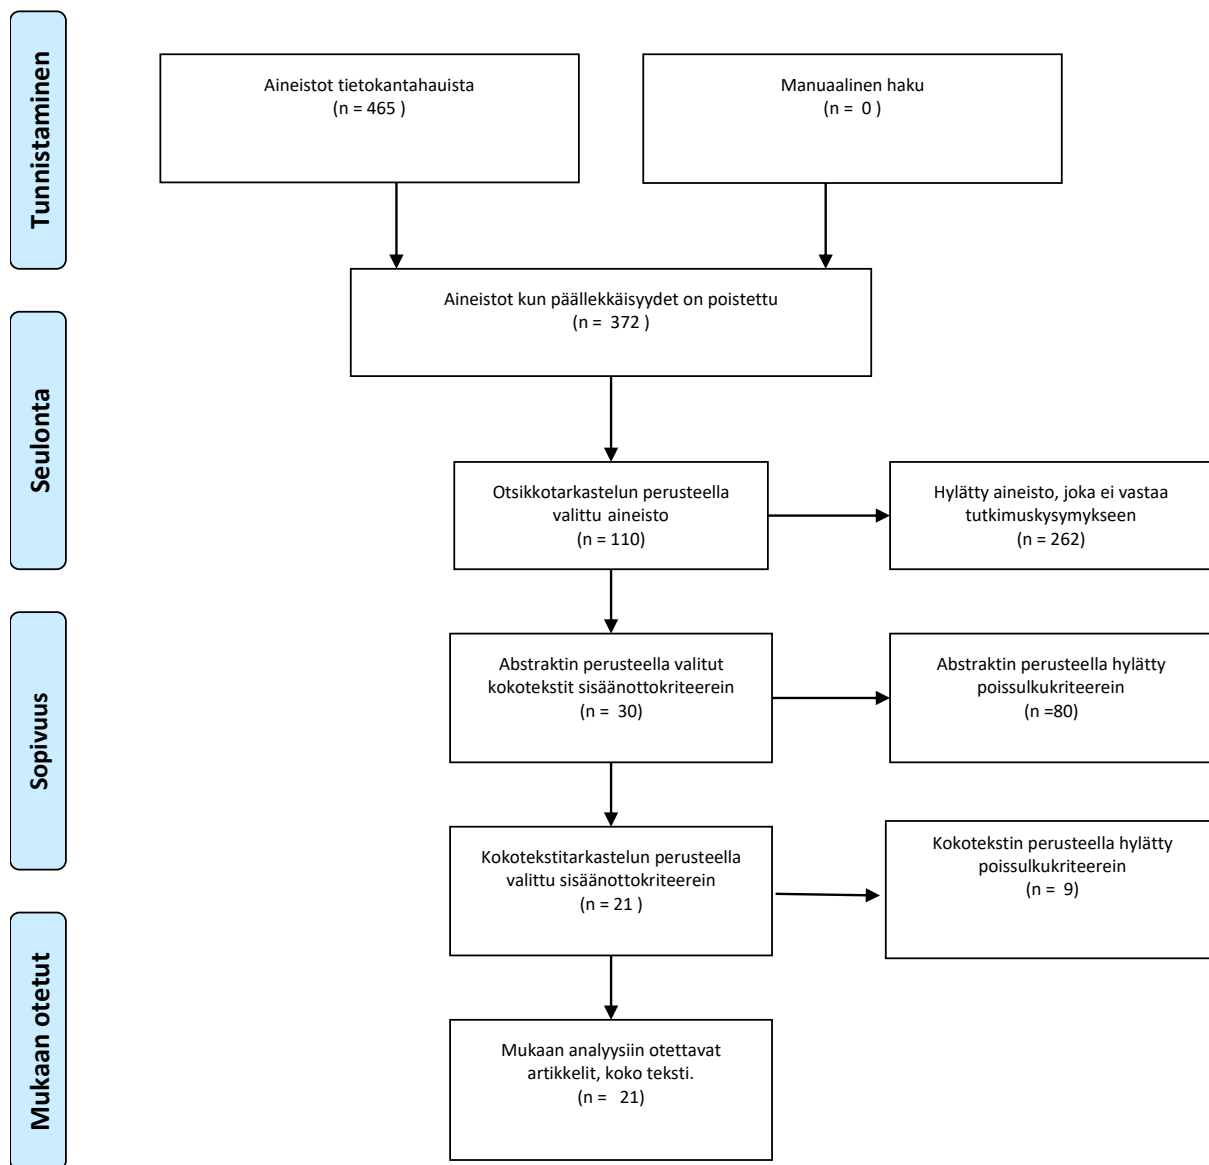 Tunnistaminen
Aineistot tietokantahauista
(n = 465 )
Manuaalinen haku
(n = 0 )
Aineistot kun päällekkäisyydet on poistettu
(n = 372 )
Seulonta
Otsikkotarkastelun perusteella
valittu aineisto
(n = 110)
Hylätty aineisto, joka ei vastaa
tutkimuskysymykseen
(n = 262)
Sopivuus
Abstraktin perusteella valitut
kokotekstit sisäänottokriteerein
(n = 30)
Abstraktin perusteella hylätty
poissulkukriteerein
(n =80)
Kokotekstitarkastelun perusteella
valittu sisäänottokriteerein
(n = 21 )
Kokotekstin perusteella hylätty
poissulkukriteerein
(n = 9)
Mukaan otetut
Mukaan analyysiin otettavat
artikkelit, koko teksti.
(n = 21)